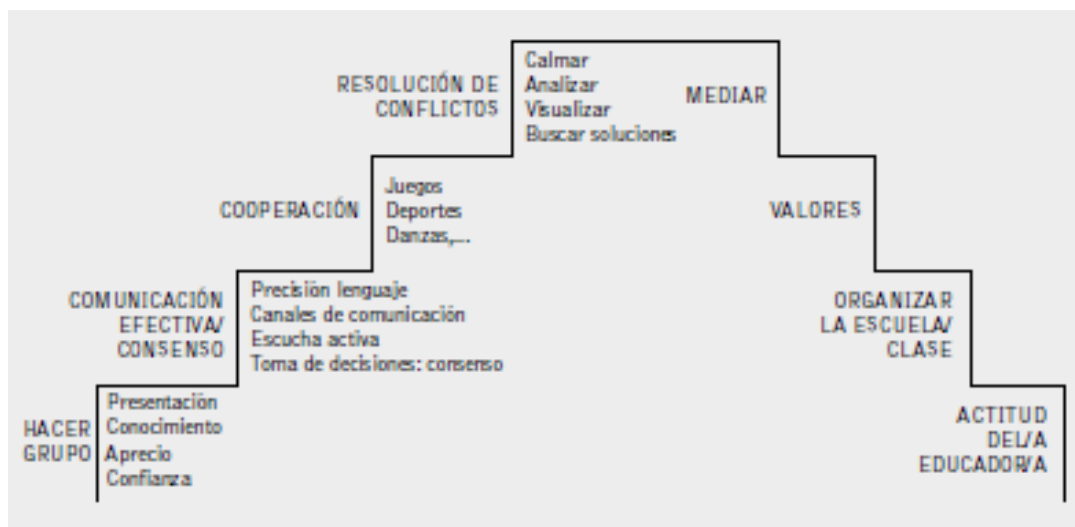 RESOLUCIÓN DE
CONFLICTOS
Calmar
Analizar
Visualizar
Buscar soluciones
MEDIAR
COOPERACIÓN
Juegos
Deportes
Danzas,...
VALORES
COMUNICACIÓN
EFECTIVA/
CONSENSO
Precisión lenguaje
Canales de comunicación
Escucha activa
Toma de decisiones: consenso
ORGANIZAR
LA ESCUELA/
CLASE
HACER
GRUPO
Presentación
Conocimiento
Aprecio
Confianza
ACTITUD
DEL/A
EDUCADOR/A